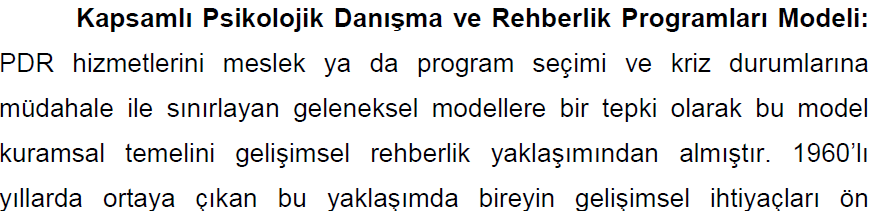 Kapsamlı Psikolojik Danışma ve Rehberlik Programları Modeli:
PDR hizmetlerini meslek ya da program seçimi ve kriz durumlarına
müdahale ile sınırlayan geleneksel modellere bir tepki olarak bu model
kuramsal temelini gelişimsel rehberlik yaklaşımından almıştır. 1960’lı
yıllarda ortaya çıkan bu yaklaşımda bireyin gelişimsel ihtiyaçları ön